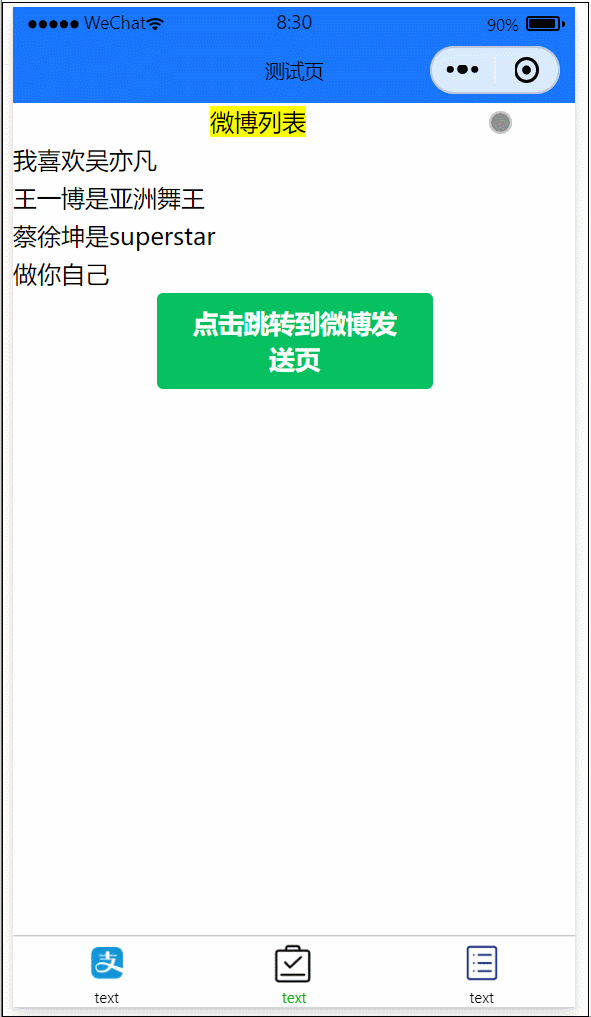 WeChat 8:30 90%
测试页
微博列表
我喜欢吴亦凡
王一博是亚洲舞王
蔡徐坤是superstar
做你自己
点击跳转到微博发
送页
支
text text text